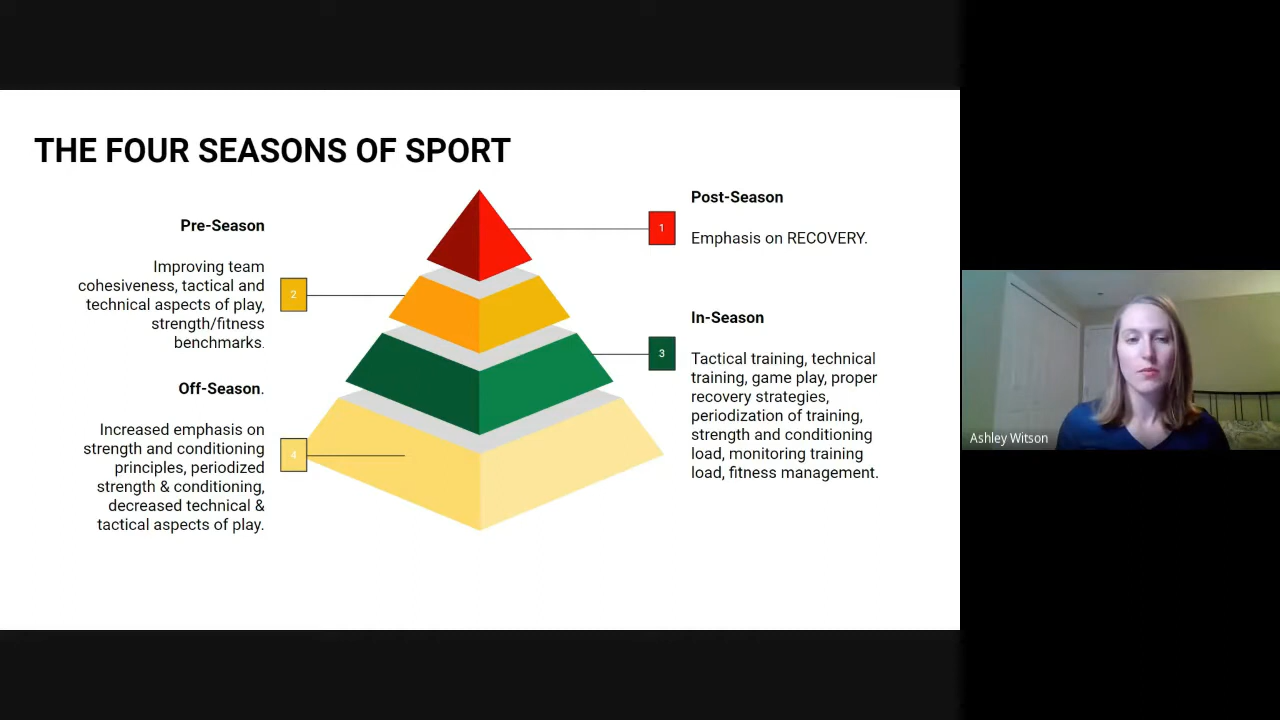 THE FOUR SEASONS OF SPORT
Pre-Season
Improving team
cohesiveness, tactical and
technical aspects of play,
strength/fitness
benchmarks.
2
Off-Season.
Increased emphasis on
strength and conditioning
principles, periodized
strength & conditioning,
decreased technical &
tactical aspects of play.
4
Post-Season
1
Emphasis on RECOVERY.
In-Season
3
Tactical training, technical
training, game play, proper
recovery strategies,
periodization of training,
strength and conditioning
load, monitoring training
load, fitness management.
Ashley Witson